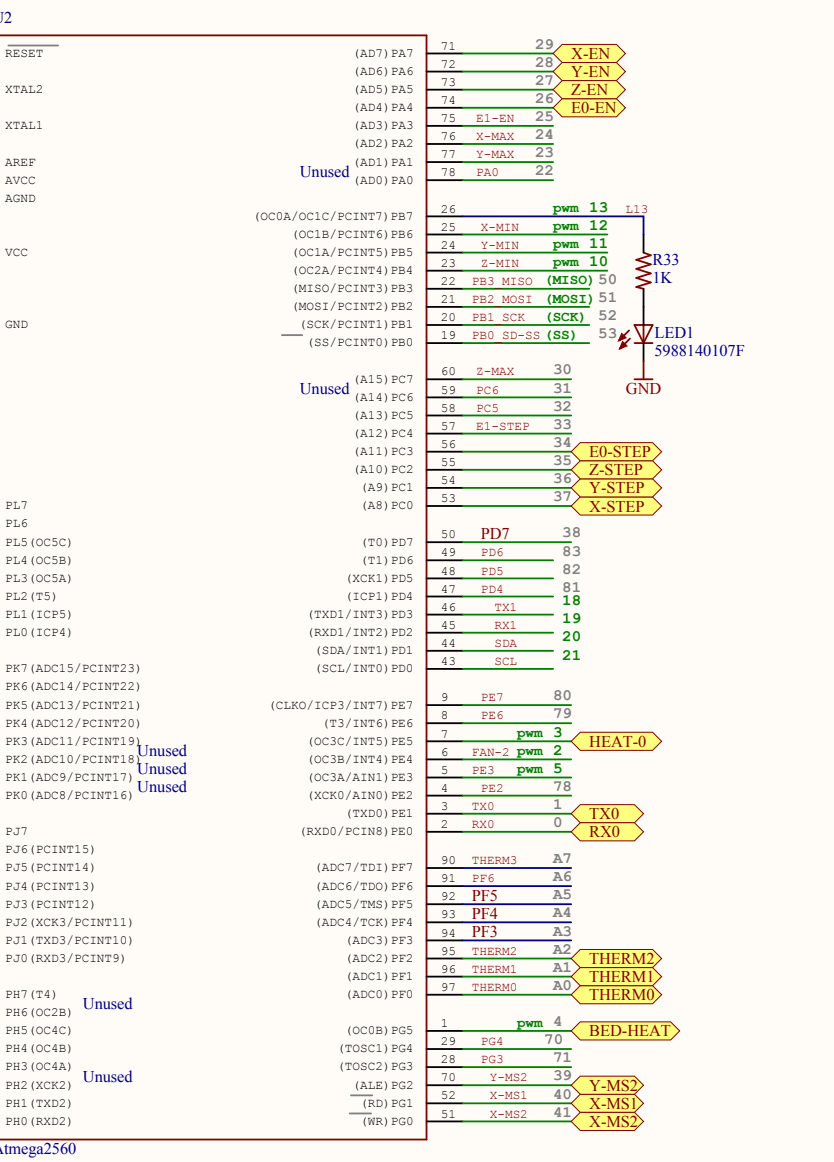 U2
RESET
XTAL2
XTAL1
AREF
AVCC
AGND
VCC
GND
PL7
PL6
PL5(OC5C)
PL4(OC5B)
PL3(OC5A)
PL2(T5)
PL1(ICP5)
PL0(ICP4)
PK7(ADC15/PCINT23)
PK6(ADC14/PCINT22)
PK5(ADC13/PCINT21)
PK4(ADC12/PCINT20)
PK3(ADC11/PCINT19)
PK2(ADC10/PCINT18)
PK1(ADC9/PCINT17)
PK0(ADC8/PCINT16)
Unused
Unused
Unused
PJ7
PJ6(PCINT15)
PJ5(PCINT14)
PJ4(PCINT13)
PJ3(PCINT12)
PJ2(XCK3/PCINT11)
PJ1(TXD3/PCINT10)
PJ0(RXD3/PCINT9)
PH7(T4) Unused
PH6(OC2B)
PH5(OC4C)
PH4(OC4B)
PH3(OC4A)
PH2(XCK2) Unused
PH1(TXD2)
PH0(RXD2)
(AD7)PA7 71 29 X-EN
(AD6)PA6 72 28 Y-EN
(AD5)PA5 73 27 Z-EN
(AD4)PA4 74 26 E0-EN
(AD3)PA3 75 E1-EN 25
(AD2)PA2 76 X-MAX 24
(AD1)PA1 77 Y-MAX 23
Unused (AD0)PA0 78 PA0 22
(OC0A/OC1C/PCINT7)PB7 26 pwm 13 L13
(OC1B/PCINT6)PB6 25 X-MIN pwm 12
(OC1A/PCINT5)PB5 24 Y-MIN pwm 11
(OC2A/PCINT4)PB4 23 Z-MIN pwm 10
(MISO/PCINT3)PB3 22 PB3_MISO (MISO) 50
(MOSI/PCINT2)PB2 21 PB2_MOSI (MOSI) 51
(SCK/PCINT1)PB1 20 PB1_SCK (SCK) 52
(SS/PCINT0)PB0 19 PB0_SD-SS (SS) 53
R33
1K
LED1
5988140107F
GND
(A15)PC7 60 Z-MAX 30
Unused (A14)PC6 59 PC6 31
(A13)PC5 58 PC5 32
(A12)PC4 57 E1-STEP 33
(A11)PC3 56 34 E0-STEP
(A10)PC2 55 35 Z-STEP
(A9)PC1 54 36 Y-STEP
(A8)PC0 53 37 X-STEP
(T0)PD7 50 PD7 38
(T1)PD6 49 PD6 83
(XCK1)PD5 48 PD5 82
(ICP1)PD4 47 PD4 81
(TXD1/INT3)PD3 46 TX1 18
(RXD1/INT2)PD2 45 RX1 19
(SDA/INT1)PD1 44 SDA 20
(SCL/INT0)PD0 43 SCL 21
(CLKO/ICP3/INT7)PE7 9 PE7 80
(T3/INT6)PE6 8 PE6 79
(OC3C/INT5)PE5 7 pwm 3 HEAT-0
(OC3B/INT4)PE4 6 FAN-2 pwm 2
(OC3A/AIN1)PE3 5 PE3 pwm 5
(XCK0/AIN0)PE2 4 PE2 78
(TXD0)PE1 3 TX0 1 TX0
(RXD0/PCIN8)PE0 2 RX0 0 RX0
(ADC7/TDI)PF7 90 THERM3 A7
(ADC6/TDO)PF6 91 PF6 A6
(ADC5/TMS)PF5 92 PF5 A5
(ADC4/TCK)PF4 93 PF4 A4
(ADC3)PF3 94 PF3 A3
(ADC2)PF2 95 THERM2 A2 THERM2
(ADC1)PF1 96 THERM1 A1 THERM1
(ADC0)PF0 97 THERM0 A0 THERM0
(OC0B)PG5 1 pwm 4 BED-HEAT
(TOSC1)PG4 29 PG4 70
(TOSC2)PG3 28 PG3 71
(ALE)PG2 70 Y-MS2 39 Y-MS2
(RD)PG1 52 X-MS1 40 X-MS1
(WR)PG0 51 X-MS2 41 X-MS2
Atmega2560